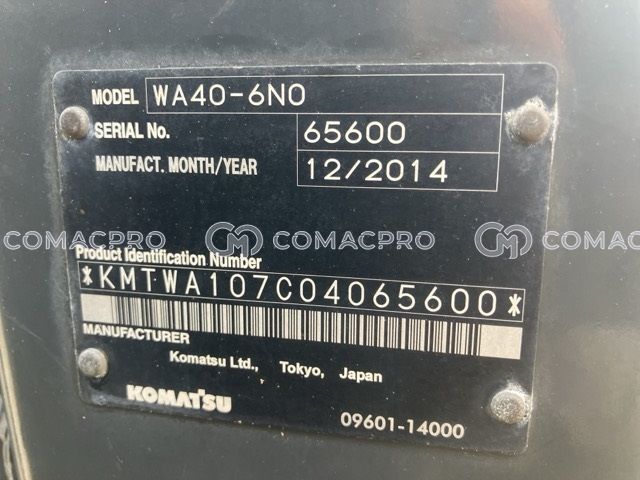 MODEL WA40-6N0
SERIAL No. 65600
MANUFACT. MONTH/YEAR 12/2014
COMACPRO COMACPRO COMACPRO
Product Identification Number
*KMTWA107C04065600*
MANUFACTURER
Komatsu Ltd., Tokyo, Japan
KOMATSU
09601-14000